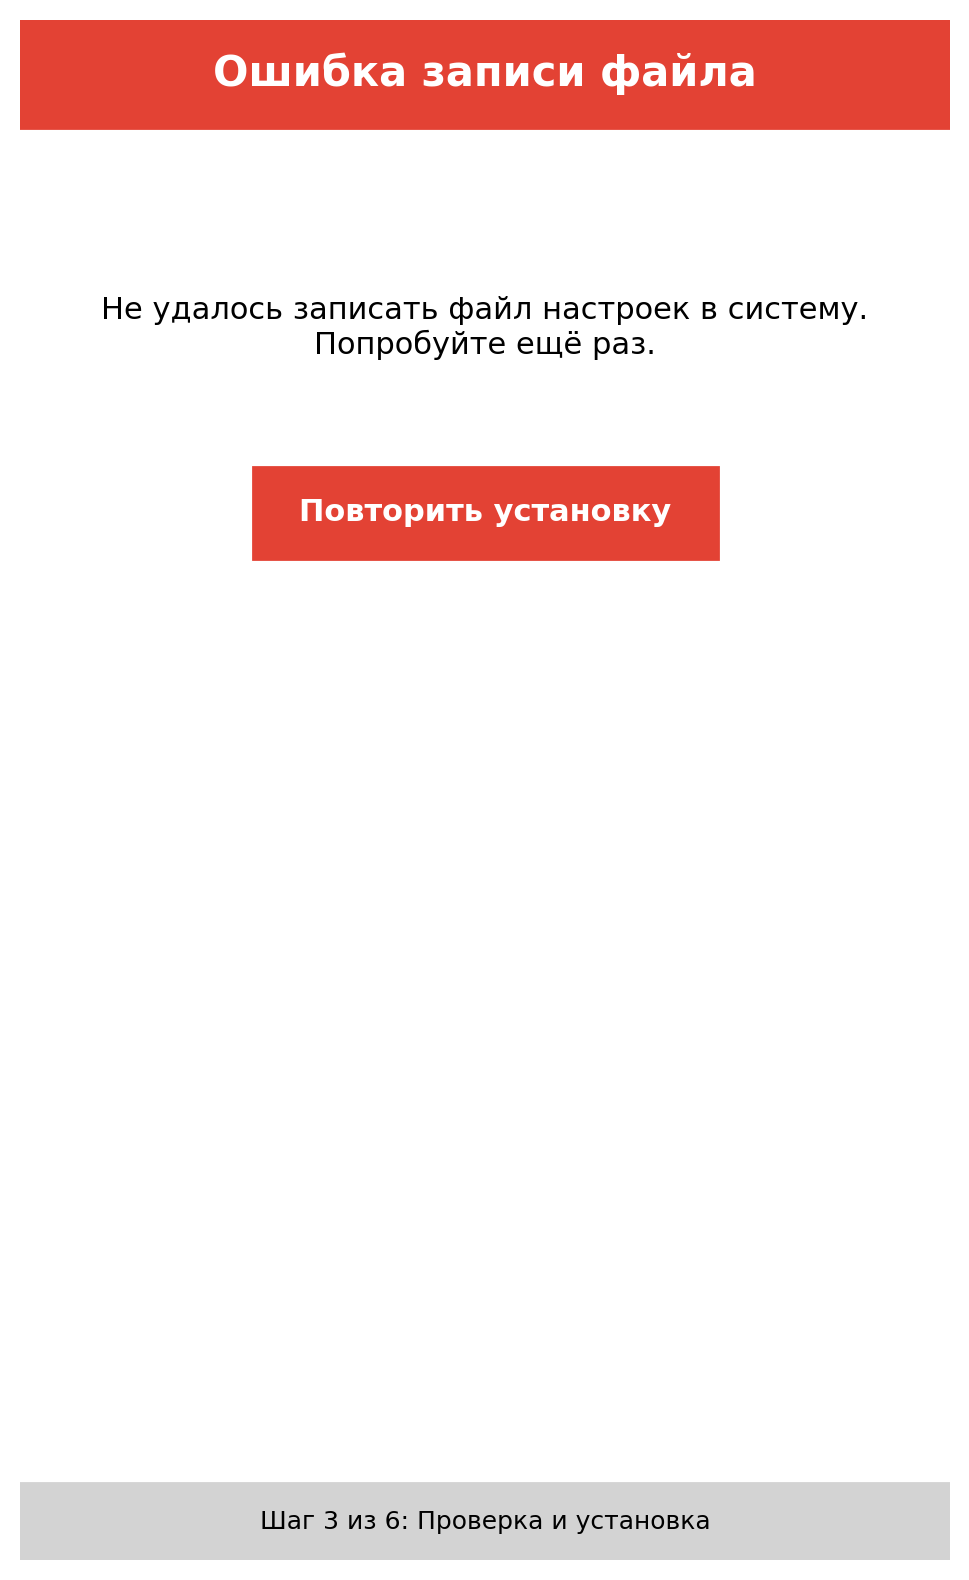 Ошибка записи файла
Не удалось записать файл настроек в систему.
Попробуйте ещё раз.
Повторить установку
Шаг 3 из 6: Проверка и установка